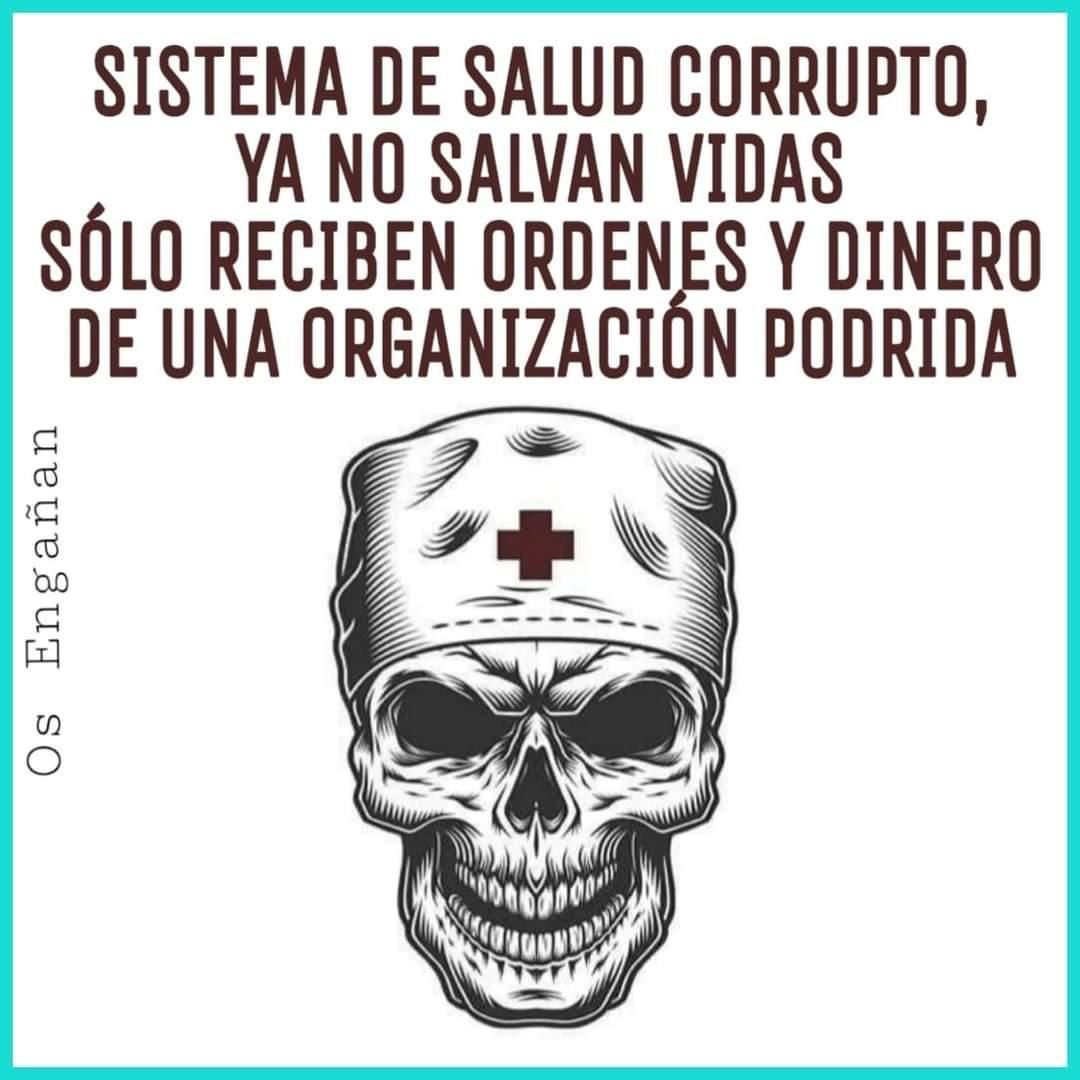 SISTEMA DE SALUD CORRUPTO,
YA NO SALVAN VIDAS
SÓLO RECIBEN ORDENES Y DINERO
DE UNA ORGANIZACIÓN PODRIDA
Os Engañan